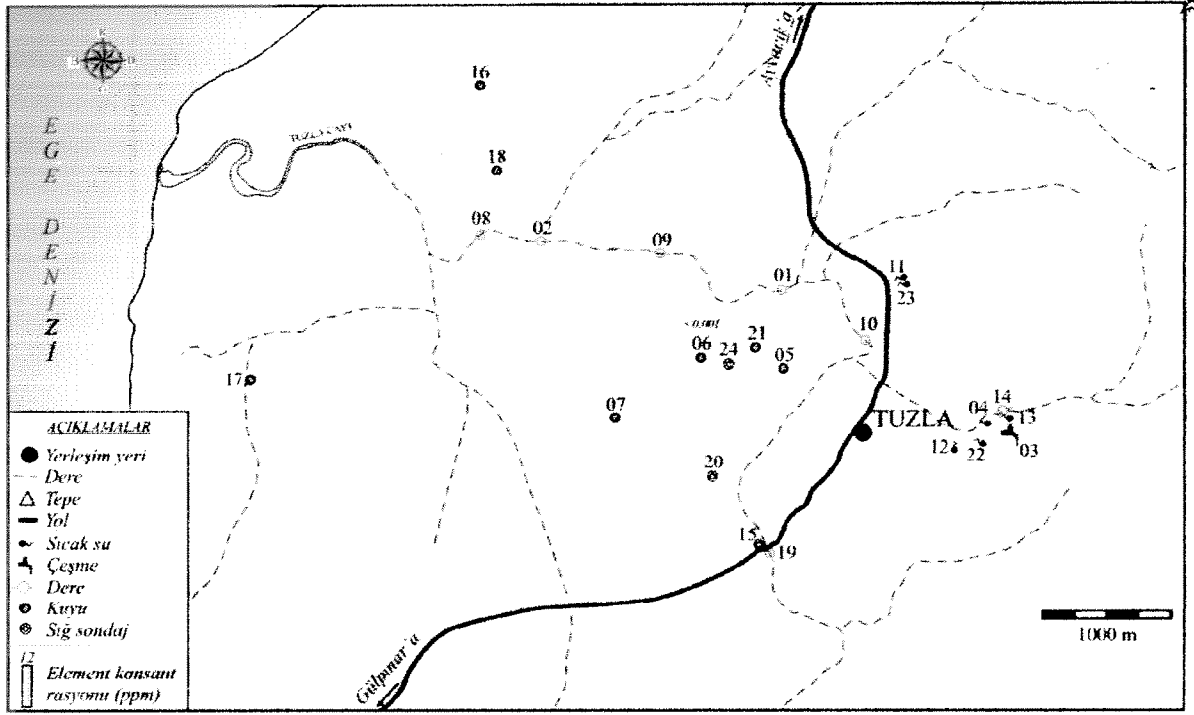 EGE DENİZİ
TUZLA ÇAYI
Ayvacık'a
16
18
08
02
09
01
11
23
10
<0,001
06
24
21
05
17
07
04
14
13
TUZLA
12
22
03
20
15
19
AÇIKLAMALAR
Yerleşim yeri
Dere
Tepe
Yol
Sıcak su
Çeşme
Dere
Kuyu
Sığ sondaj
12
Element konsant
rasyonu (ppm)
Gülpınar'a
1000 m